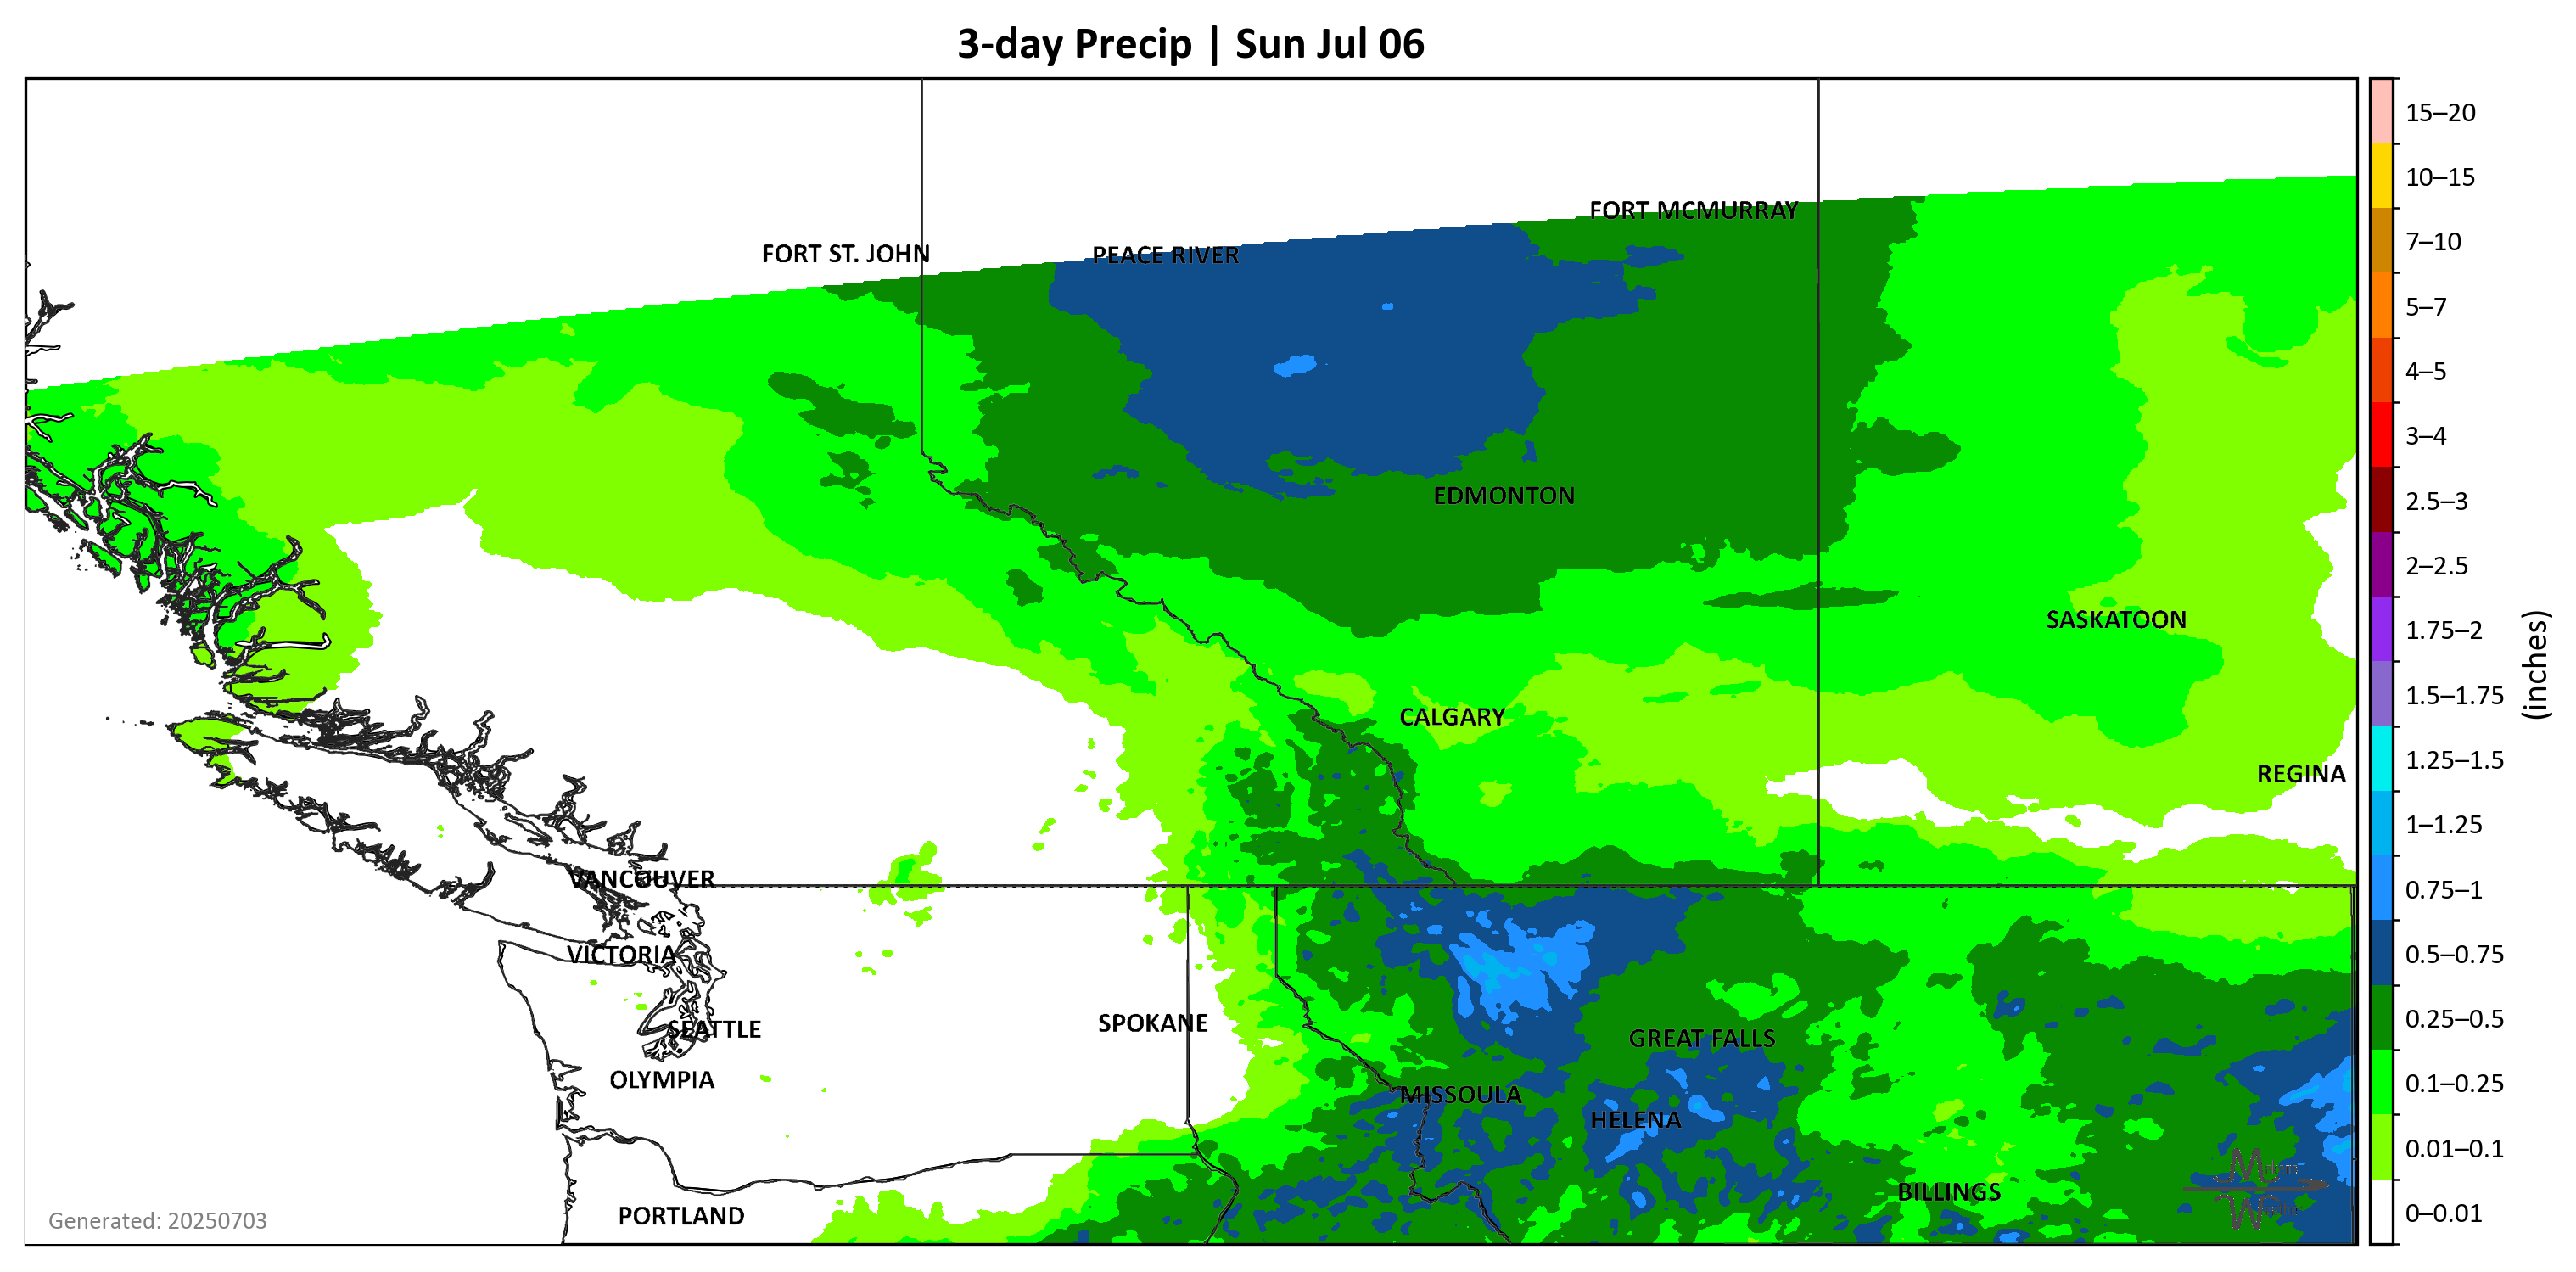 3-day Precip | Sun Jul 06
FORT MCMURRAY
FORT ST. JOHN
PEACE RIVER
EDMONTON
SASKATOON
CALGARY
REGINA
VANCOUVER
VICTORIA
SPOKANE
SEATTLE
GREAT FALLS
OLYMPIA
MISSOULA
HELENA
BILLINGS
PORTLAND
Generated: 20250703
15–20
10–15
7–10
5–7
4–5
3–4
2.5–3
2–2.5
1.75–2
1.5–1.75
1.25–1.5
1–1.25
0.75–1
0.5–0.75
0.25–0.5
0.1–0.25
0.01–0.1
0–0.01
(inches)